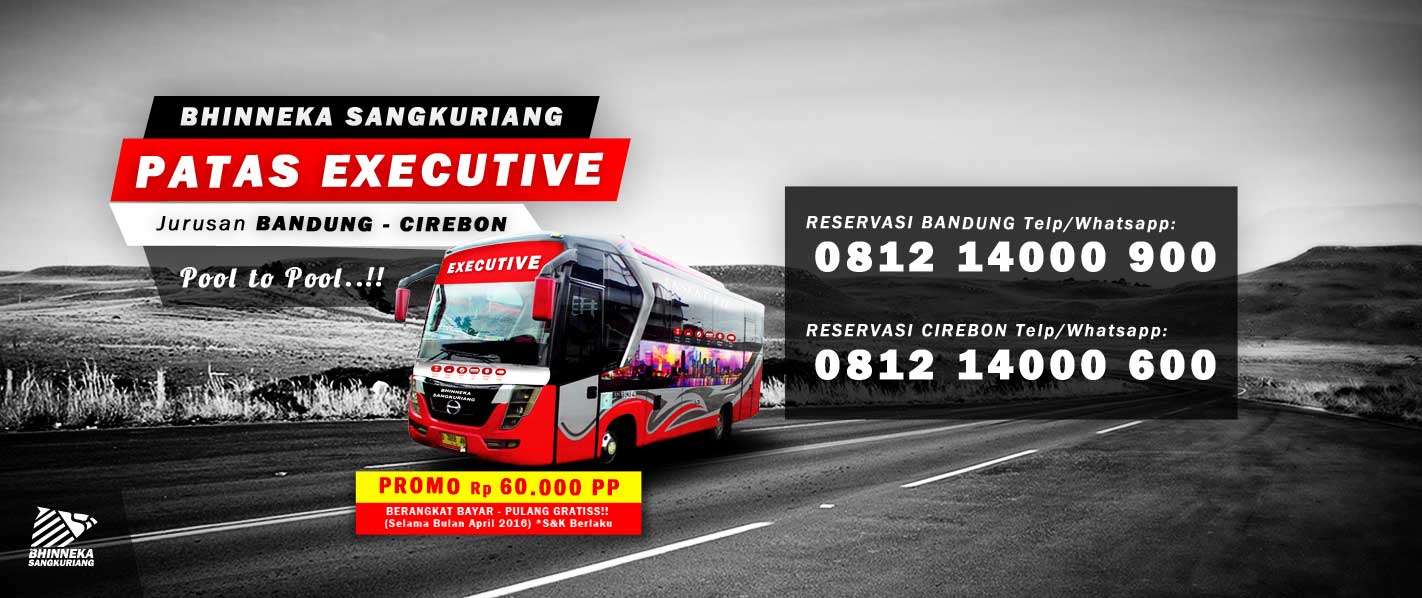 BHINNEKA SANGKURIANG
PATAS EXECUTIVE
Jurusan BANDUNG - CIREBON
Pool to Pool..!!
EXECUTIVE
BHINNEKA
SANGKURIANG
RESERVASI BANDUNG Telp/Whatsapp:
0812 14000 900
RESERVASI CIREBON Telp/Whatsapp:
0812 14000 600
PROMO Rp 60.000 PP
BERANGKAT BAYAR - PULANG GRATISS!!
(Selama Bulan April 2016) *S&K Berlaku
BHINNEKA
SANGKURIANG